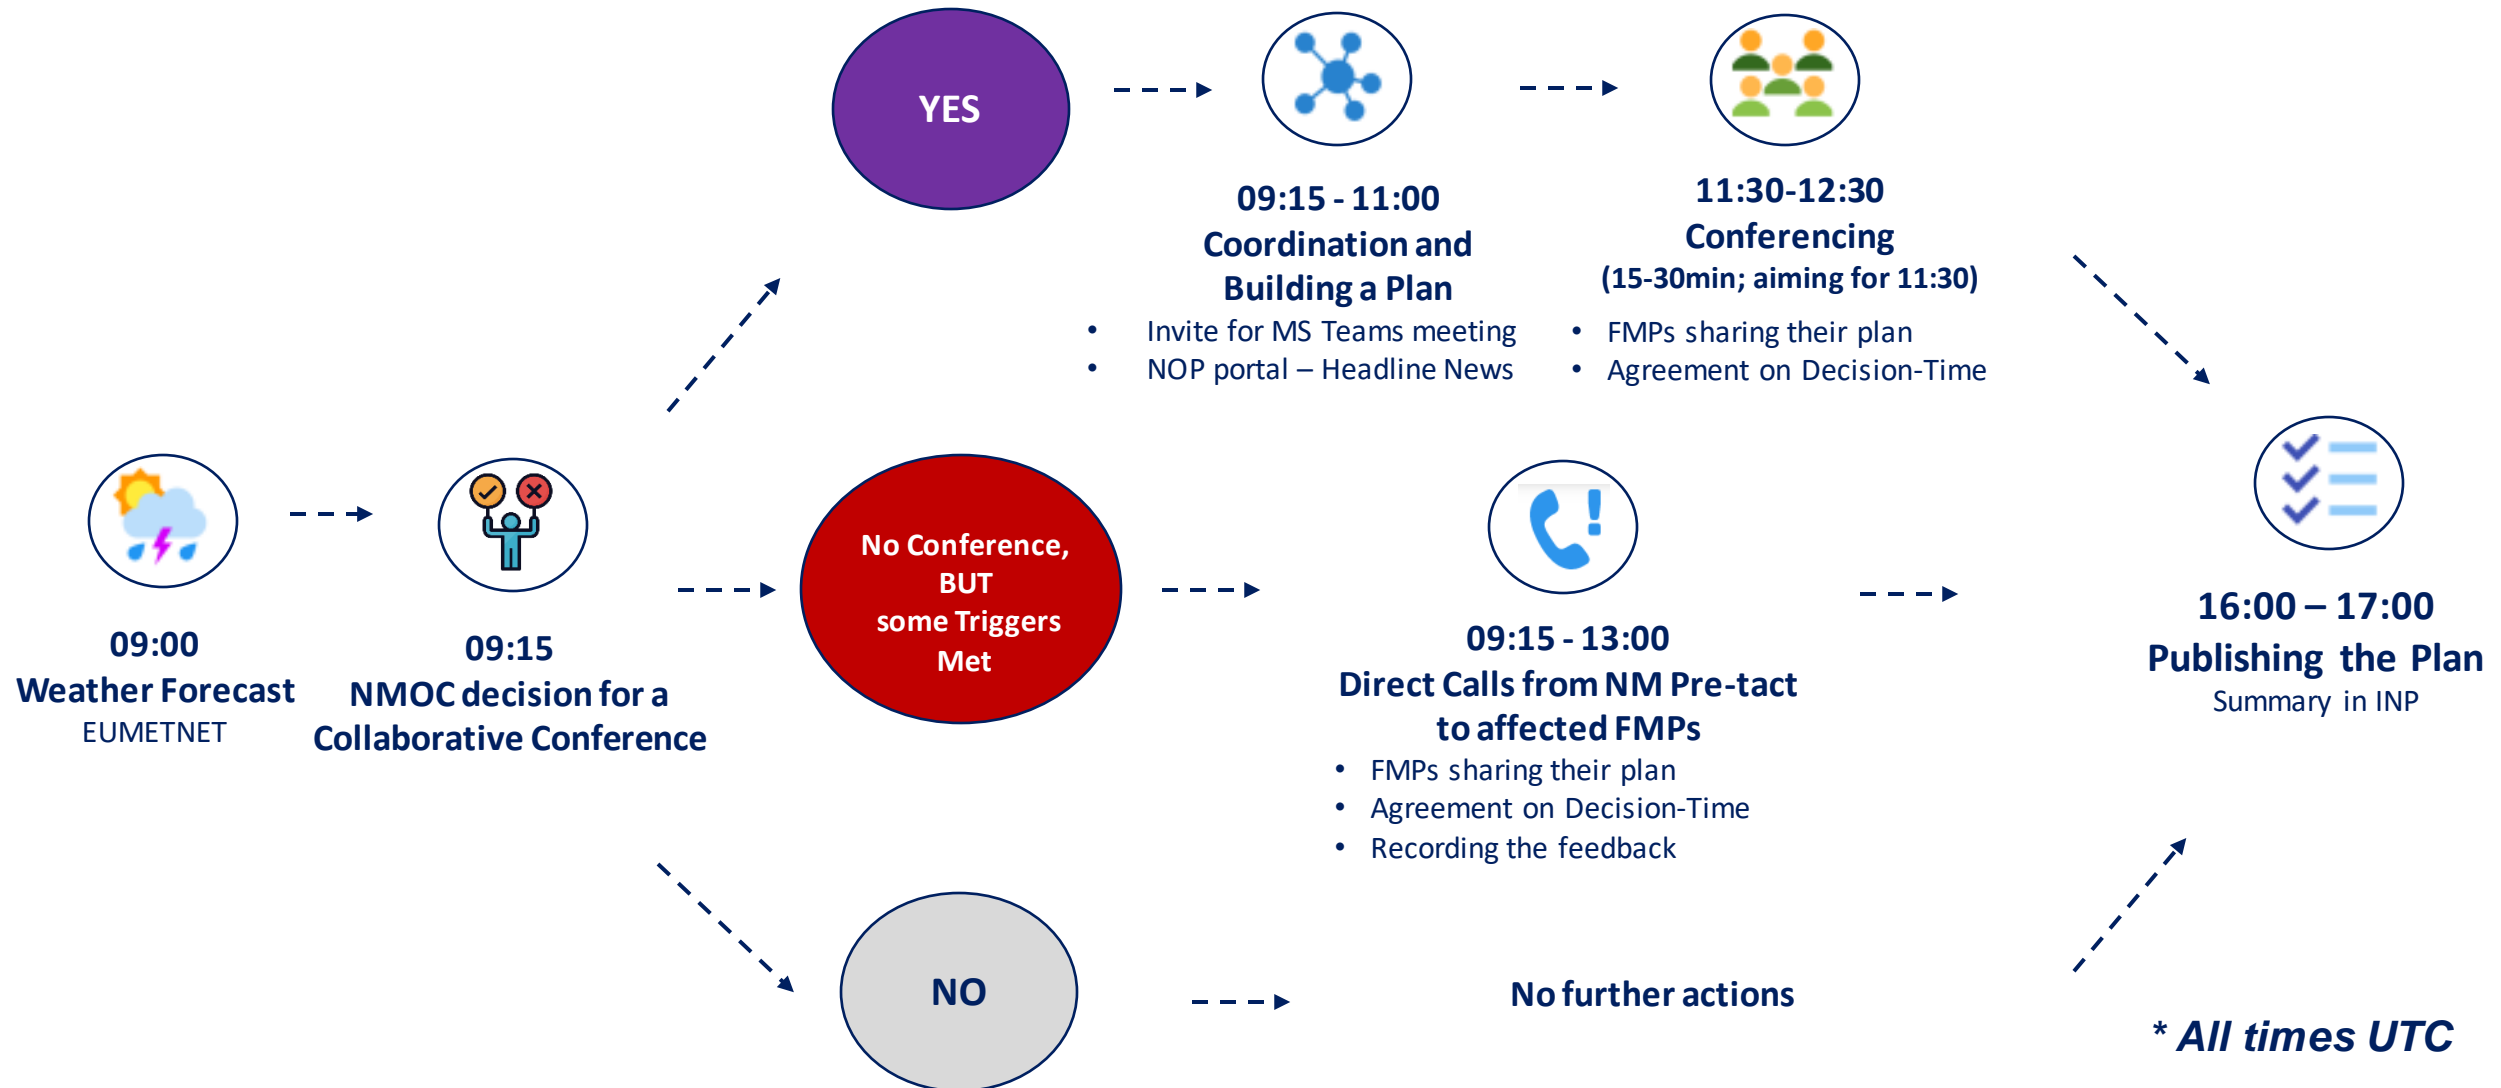 09:00
Weather Forecast
EUMETNET
09:15
NMOC decision for a
Collaborative Conference
YES
09:15 - 11:00
Coordination and
Building a Plan
• Invite for MS Teams meeting
• NOP portal – Headline News
11:30-12:30
Conferencing
(15-30min; aiming for 11:30)
• FMPs sharing their plan
• Agreement on Decision-Time
No Conference,
BUT
some Triggers
Met
09:15 - 13:00
Direct Calls from NM Pre-tact
to affected FMPs
• FMPs sharing their plan
• Agreement on Decision-Time
• Recording the feedback
NO
No further actions
16:00 – 17:00
Publishing the Plan
Summary in INP
* All times UTC